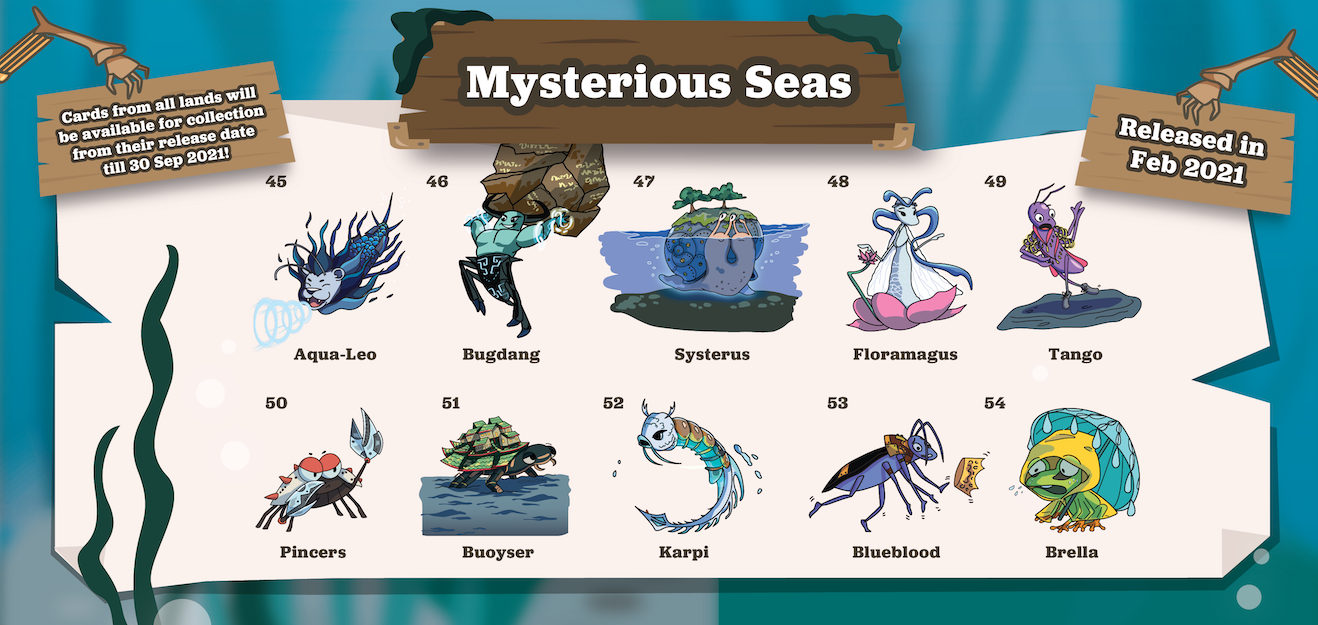 Mysterious Seas
Cards from all lands will
be available for collection
from their release date
till 30 Sep 2021!
Released in
Feb 2021
45
46
47
48
49
Aqua-Leo
Bugdang
Systerus
Floramagus
Tango
50
51
52
53
54
Pincers
Buoyser
Karpi
Blueblood
Brella